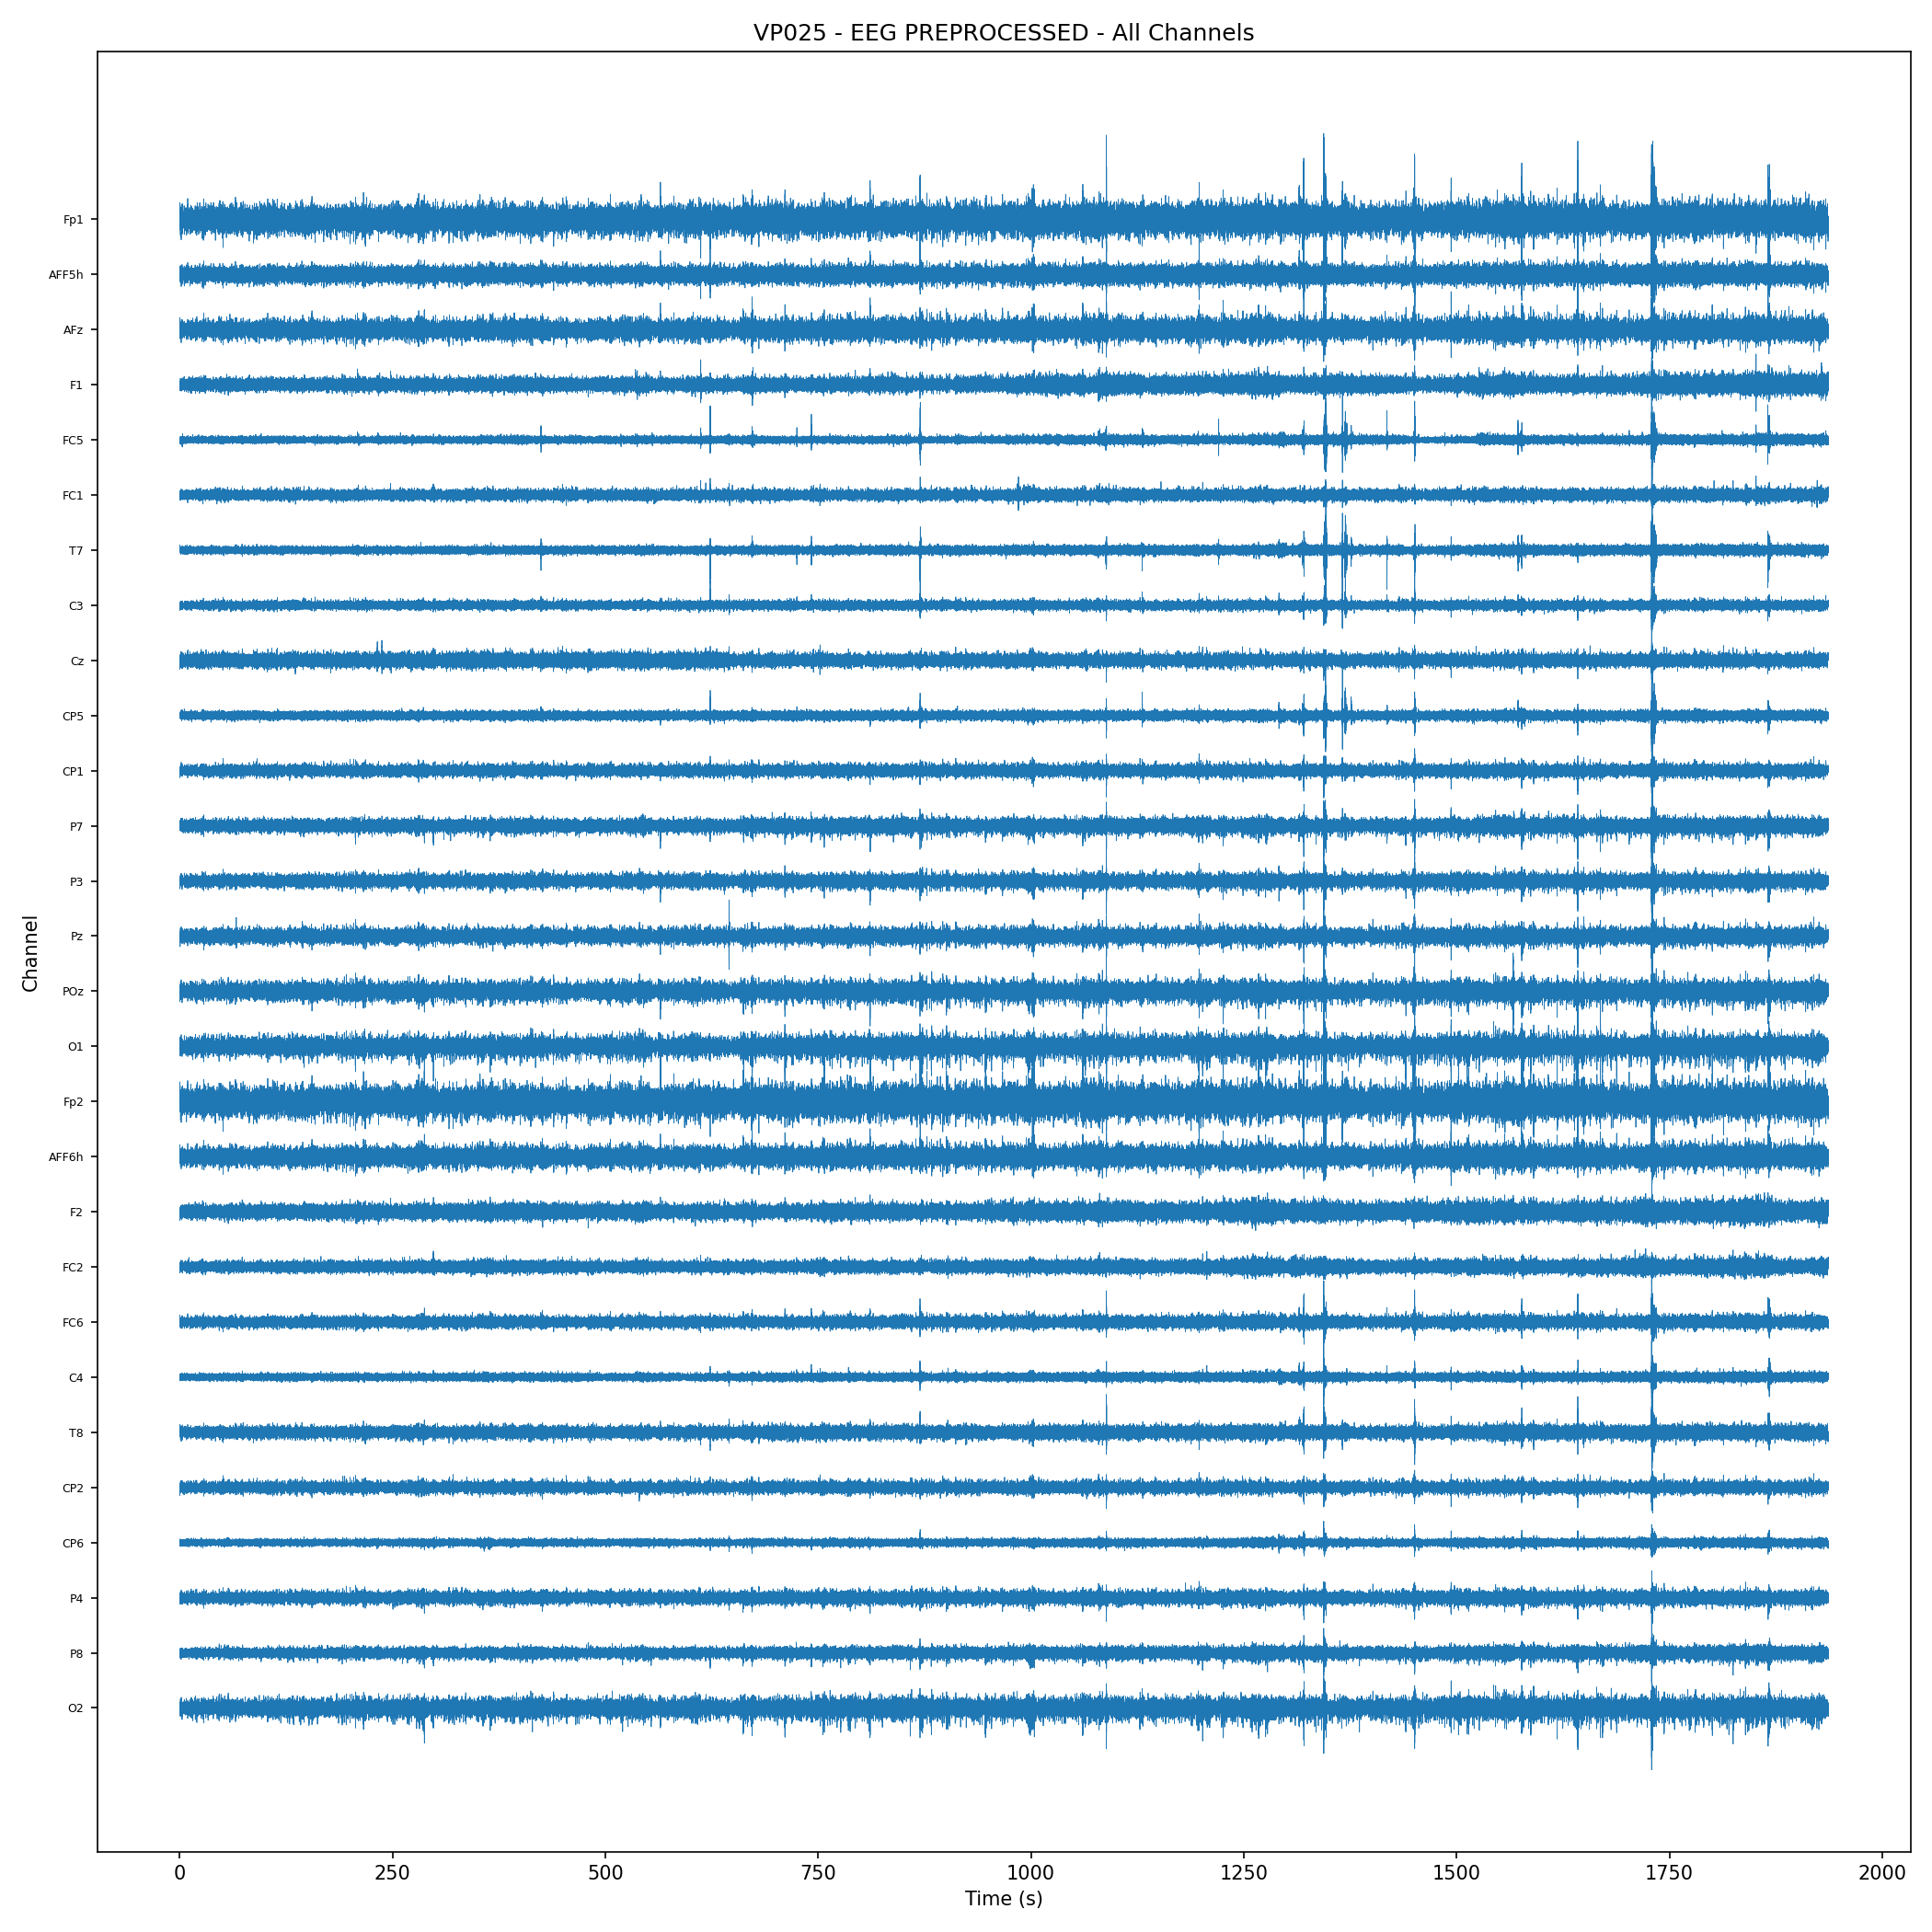 VP025 - EEG PREPROCESSED - All Channels
Channel
Fp1
AFF5h
AFz
F1
FC5
FC1
T7
C3
Cz
CP5
CP1
P7
P3
Pz
POz
O1
Fp2
AFF6h
F2
FC2
FC6
C4
T8
CP2
CP6
P4
P8
O2
0 250 500 750 1000 1250 1500 1750 2000
Time (s)